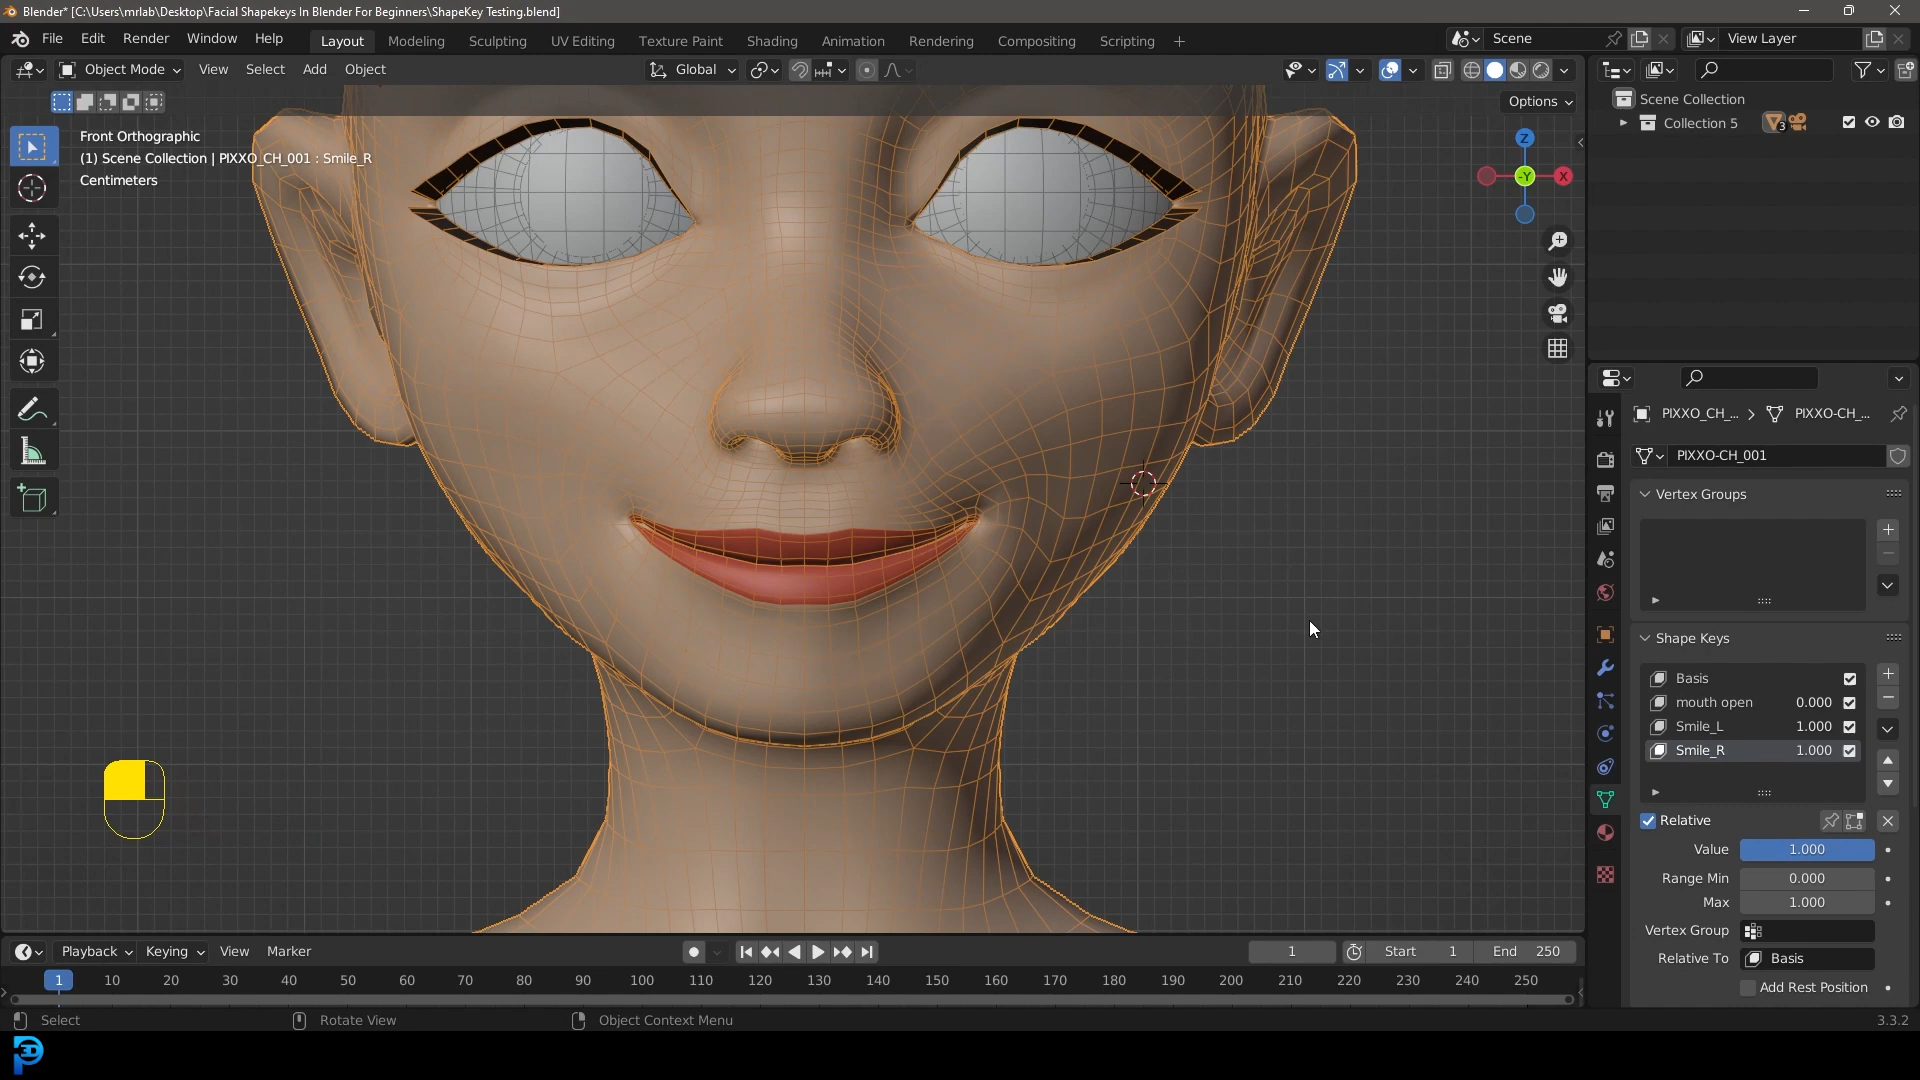 Blender* [C:\Users\mrlab\Desktop\Facial Shapekeys In Blender For Beginners\ShapeKey Testing.blend]
File Edit Render Window Help Layout Modeling Sculpting UV Editing Texture Paint Shading Animation Rendering Compositing Scripting + Scene View Layer
Object Mode View Select Add Object Global
Options
Front Orthographic
(1) Scene Collection | PIXXO_CH_001 : Smile_R
Centimeters
Z
-Y
X
Scene Collection
Collection 5 3
PIXXO_CH_... > PIXXO-CH_...
PIXXO-CH_001
Vertex Groups
Shape Keys
Basis
mouth open 0.000
Smile_L 1.000
Smile_R 1.000
Relative
Value 1.000
Range Min 0.000
Max 1.000
Vertex Group
Relative To Basis
Add Rest Position
Playback Keying View Marker 1 Start 1 End 250
1 10 20 30 40 50 60 70 80 90 100 110 120 130 140 150 160 170 180 190 200 210 220 230 240 250
Select Rotate View Object Context Menu 3.3.2
3D